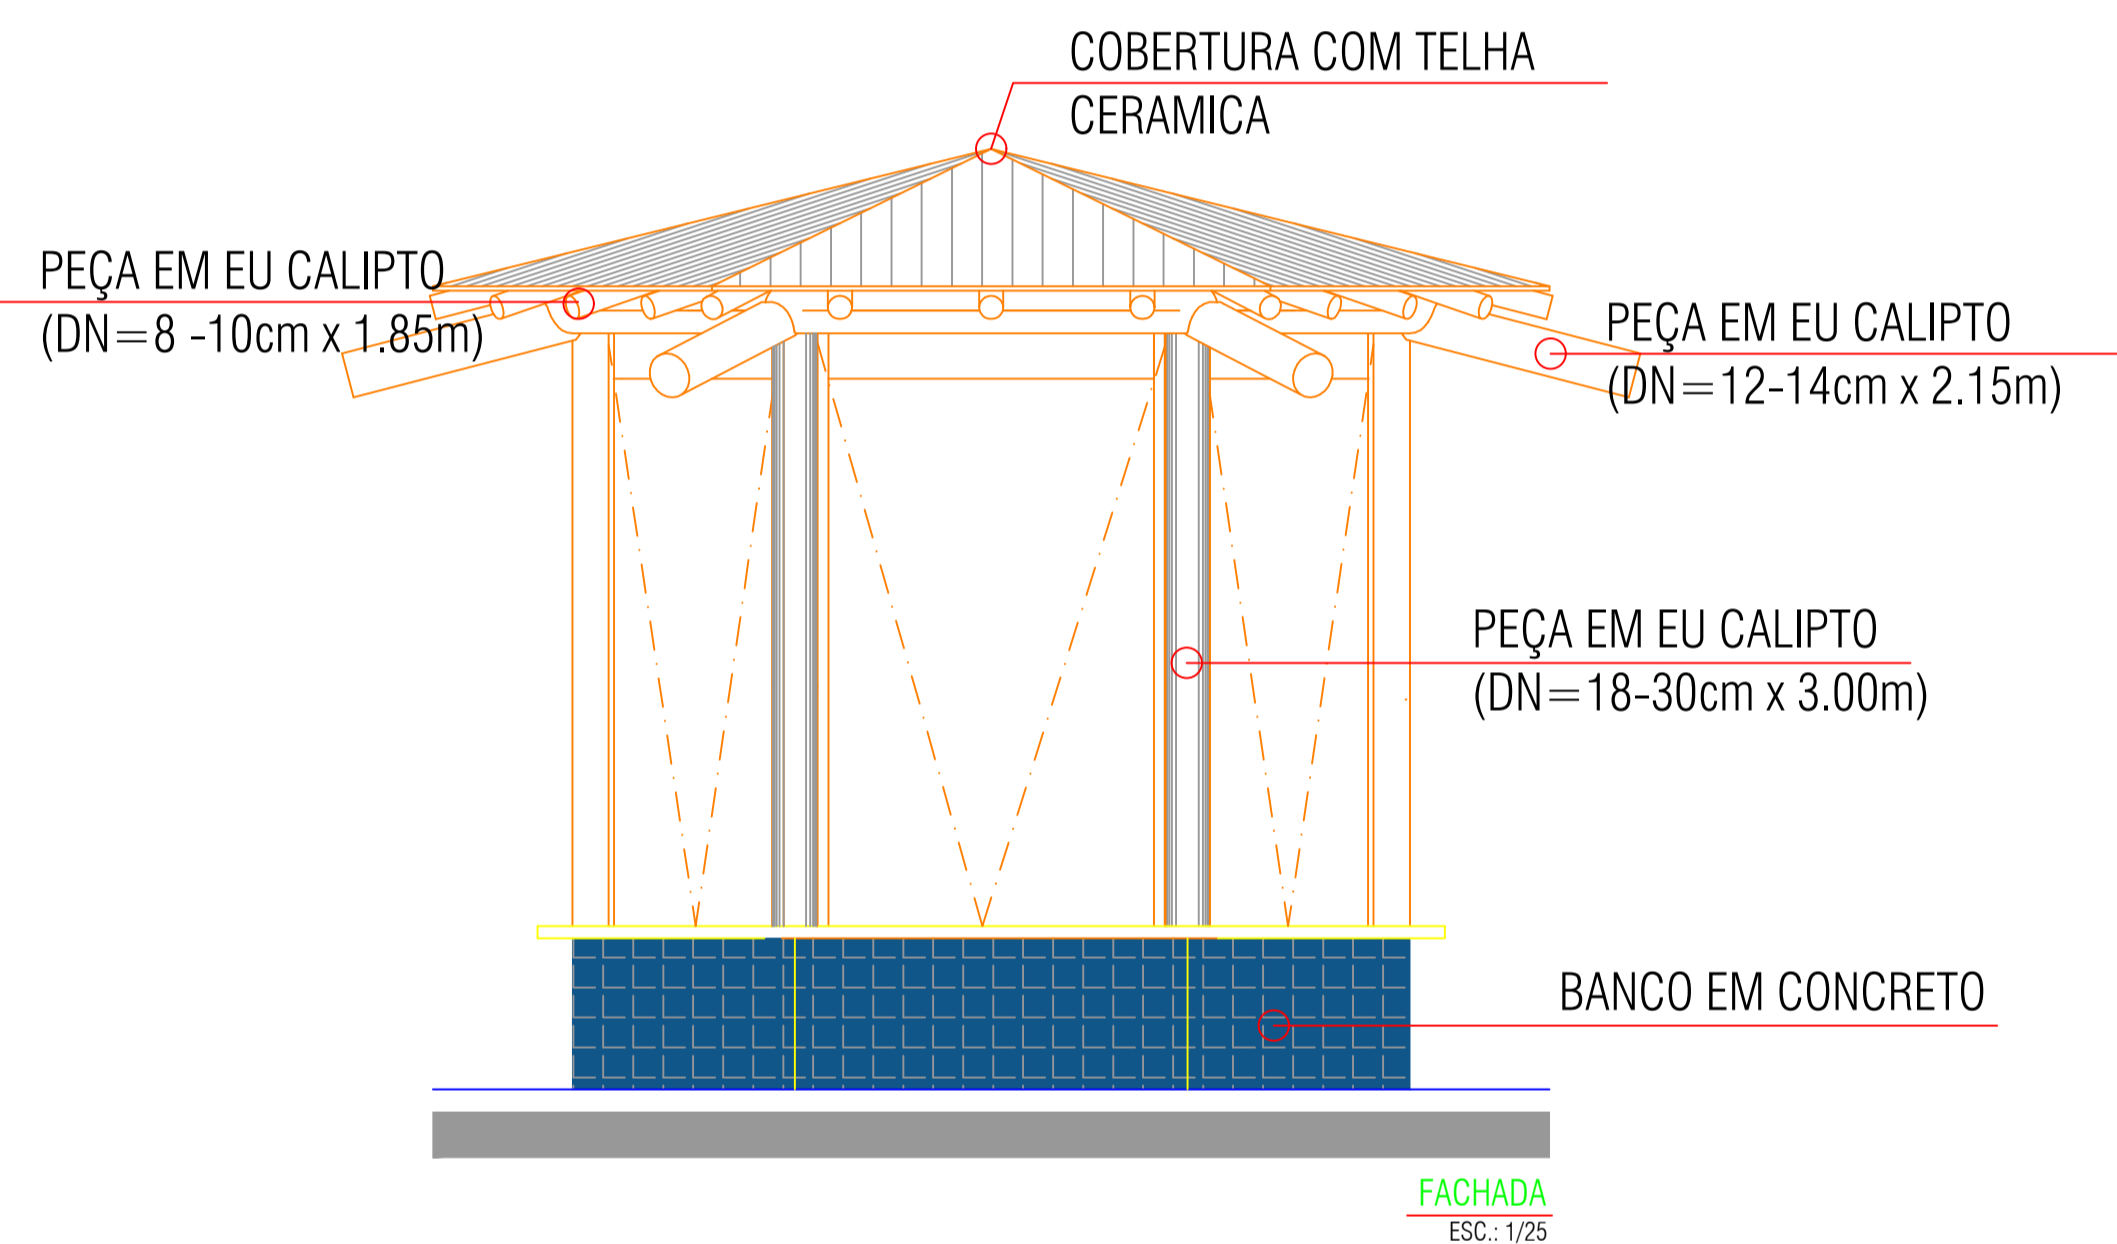 COBERTURA COM TELHA
CERAMICA
PEÇA EM EU CALIPTO
(DN=8 -10cm x 1.85m)
PEÇA EM EU CALIPTO
(DN=12-14cm x 2.15m)
PEÇA EM EU CALIPTO
(DN=18-30cm x 3.00m)
BANCO EM CONCRETO
FACHADA
ESC.: 1/25